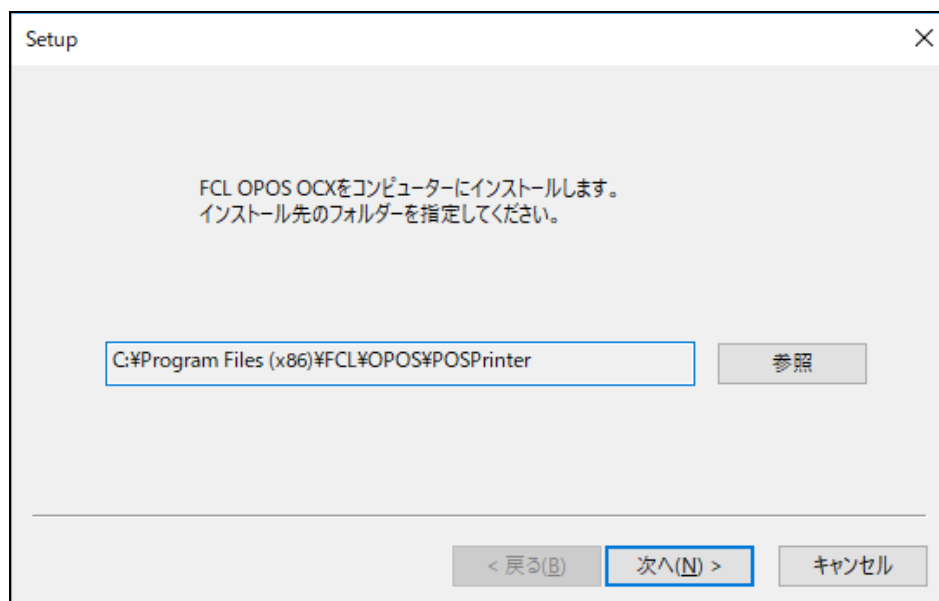 Setup
FCL OPOS OCXをコンピューターにインストールします。
インストール先のフォルダーを指定してください。
C:¥Program Files (x86)¥FCL¥OPOS¥POSPrinter
参照
< 戻る(B)
次へ(N) >
キャンセル